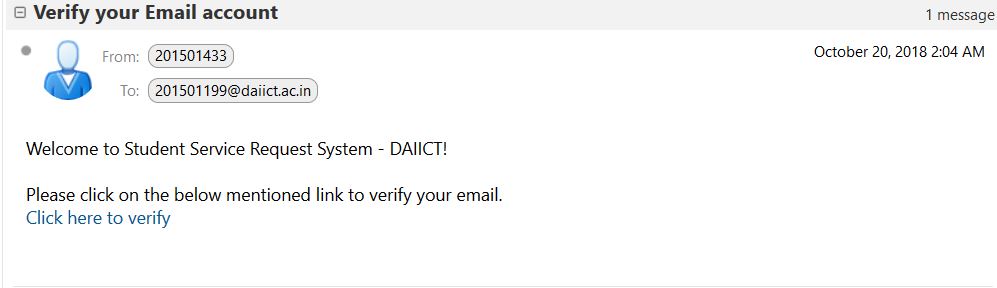 Verify your Email account
1 message
From: 201501433
October 20, 2018 2:04 AM
To: 201501199@daiict.ac.in
Welcome to Student Service Request System - DAIICT!
Please click on the below mentioned link to verify your email.
Click here to verify